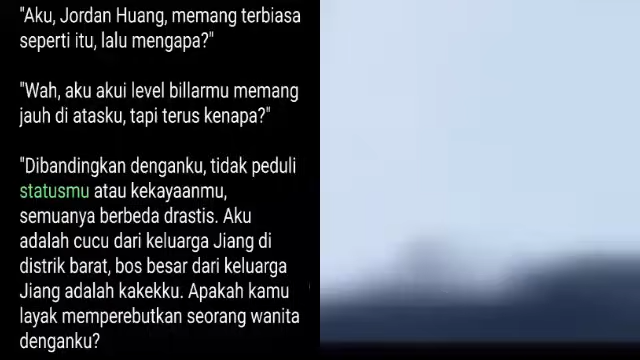 "Aku, Jordan Huang, memang terbiasa
seperti itu, lalu mengapa?"
"Wah, aku akui level billarmu memang
jauh di atasku, tapi terus kenapa?"
"Dibandingkan denganku, tidak peduli
statusmu atau kekayaanmu,
semuanya berbeda drastis. Aku
adalah cucu dari keluarga Jiang di
distrik barat, bos besar dari keluarga
Jiang adalah kakekku. Apakah kamu
layak memperebutkan seorang wanita
denganku?